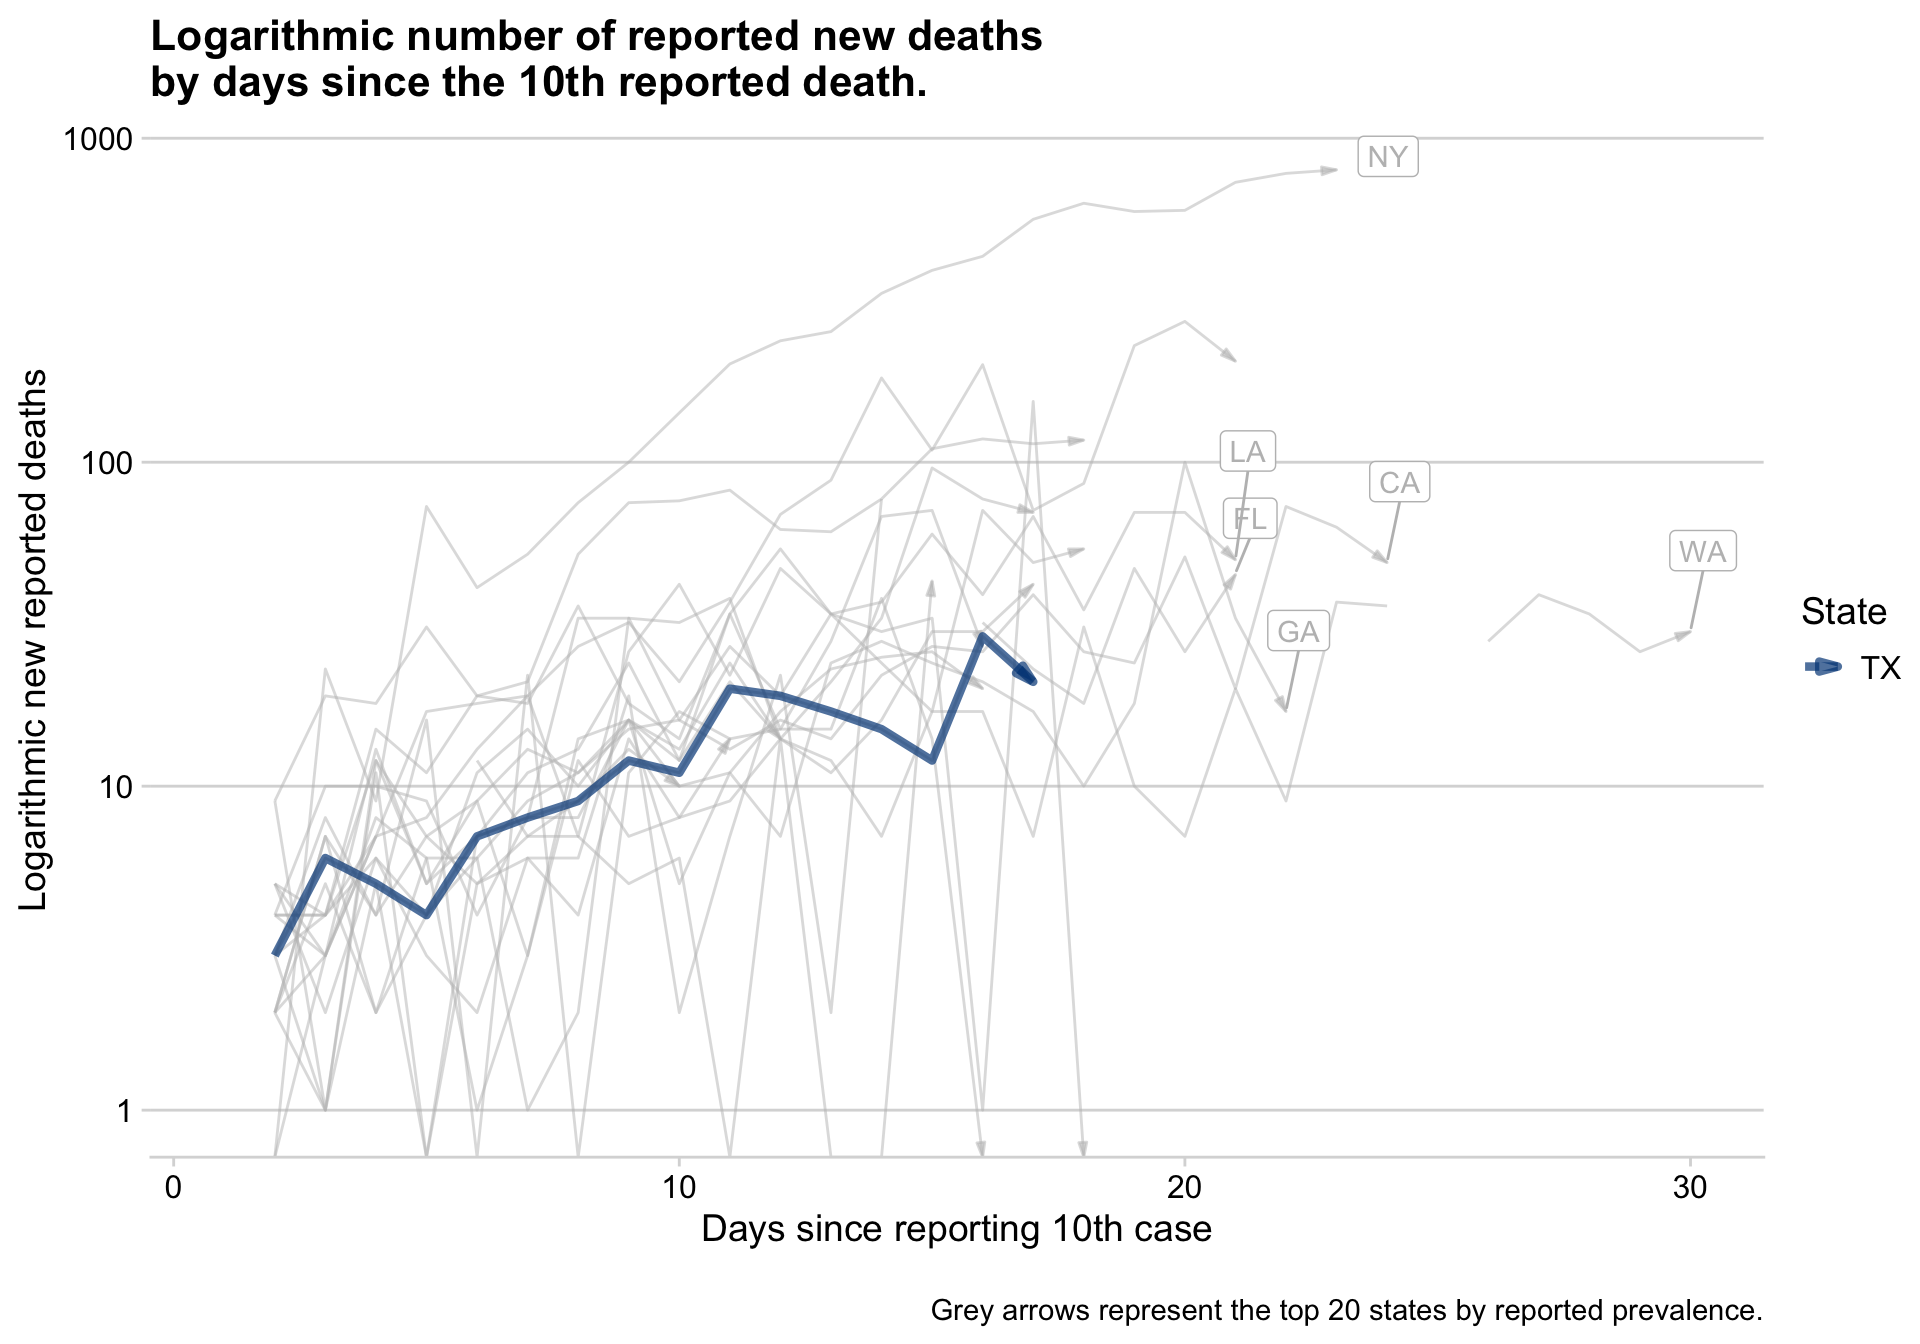 Logarithmic number of reported new deaths
by days since the 10th reported death.
1000
100
10
1
Logarithmic new reported deaths
NY
LA
CA
FL
WA
GA
State
TX
0 10 20 30
Days since reporting 10th case
Grey arrows represent the top 20 states by reported prevalence.